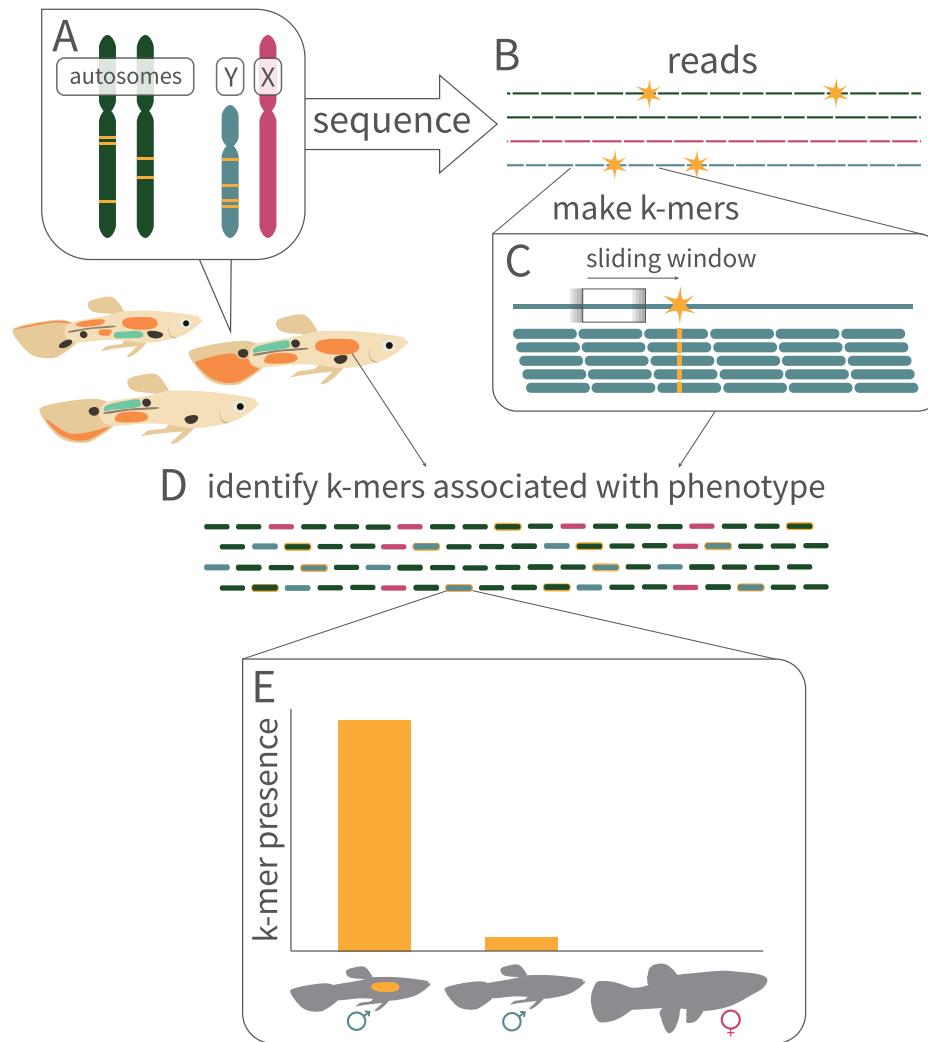 A
autosomes
Y
X
sequence
B
reads
make k-mers
C
sliding window
D
identify k-mers associated with phenotype
E
k-mer presence
♂
♂
♀